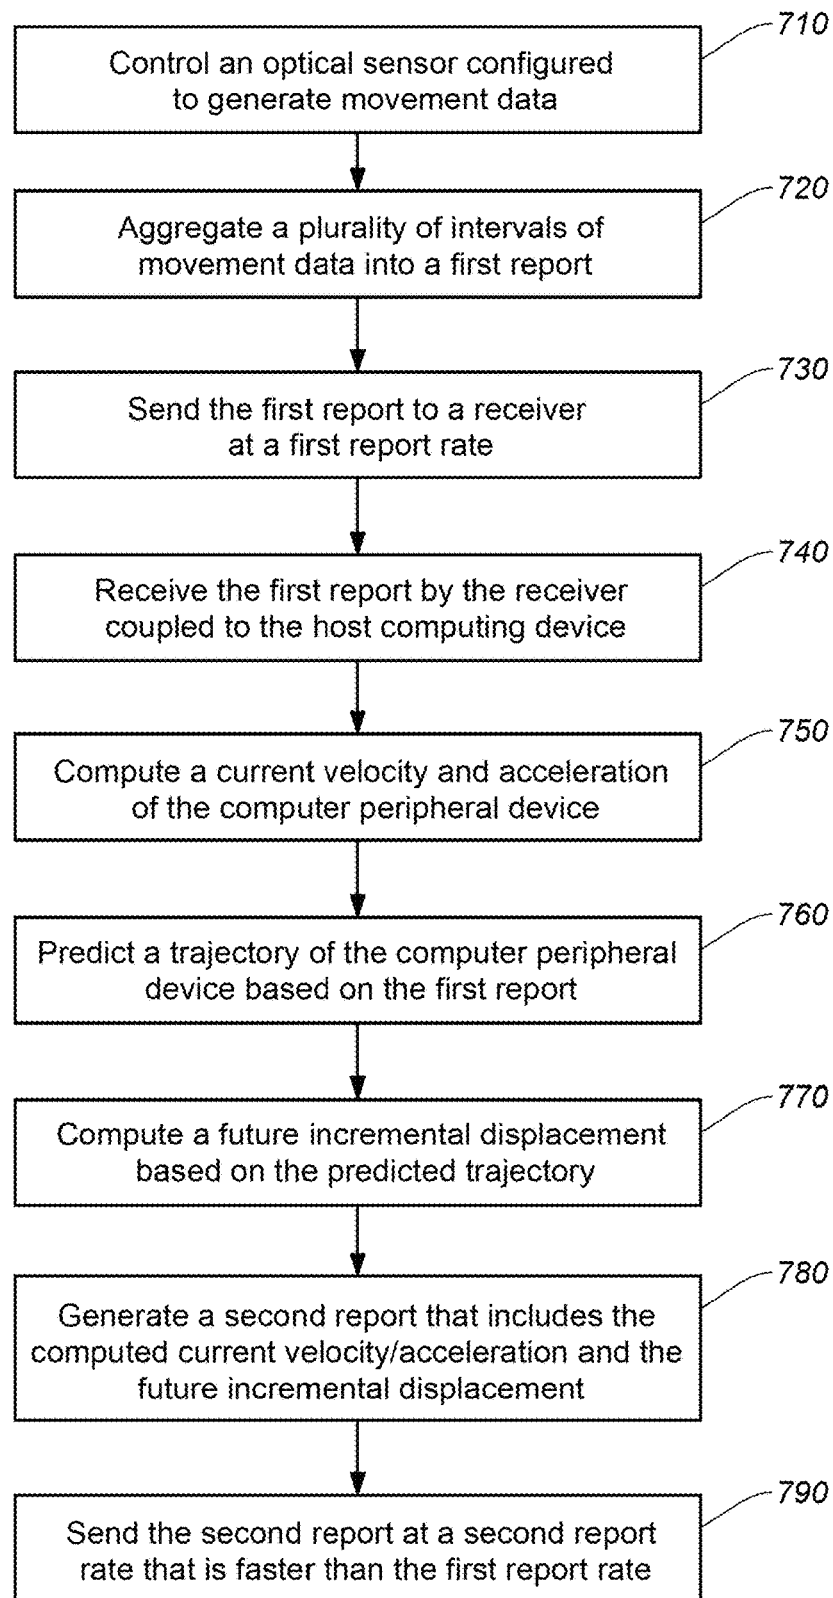 710
Control an optical sensor configured
to generate movement data
720
Aggregate a plurality of intervals of
movement data into a first report
730
Send the first report to a receiver
at a first report rate
740
Receive the first report by the receiver
coupled to the host computing device
750
Compute a current velocity and acceleration
of the computer peripheral device
760
Predict a trajectory of the computer peripheral
device based on the first report
770
Compute a future incremental displacement
based on the predicted trajectory
780
Generate a second report that includes the
computed current velocity/acceleration and the
future incremental displacement
790
Send the second report at a second report
rate that is faster than the first report rate